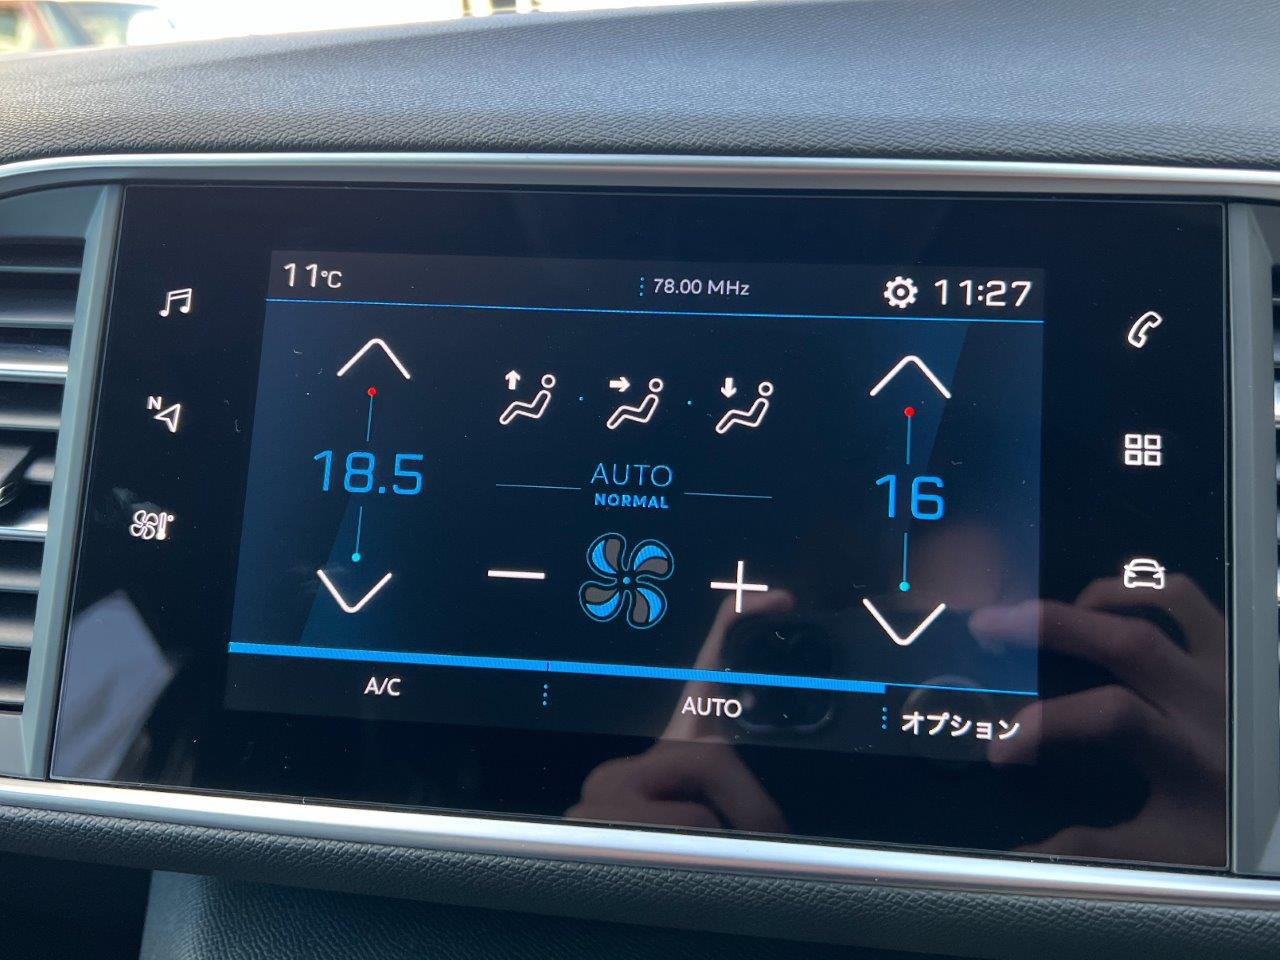 11°C
78.00 MHz
11:27
N
18.5
AUTO
NORMAL
16
A/C
AUTO
オプション